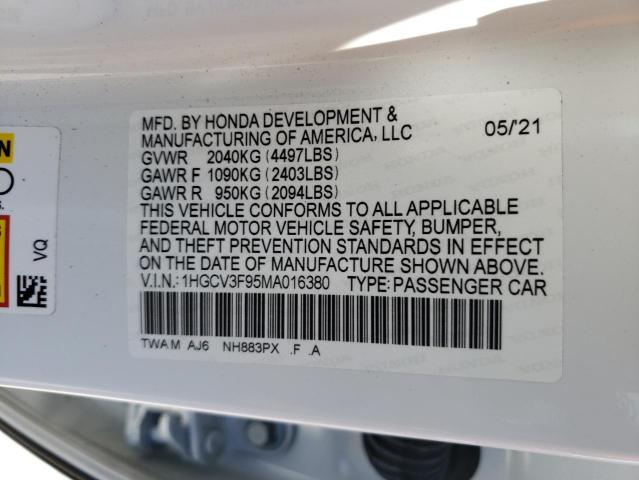 MFD. BY HONDA DEVELOPMENT &
MANUFACTURING OF AMERICA, LLC 05/'21
GVWR 2040KG (4497LBS)
GAWR F 1090KG (2403LBS)
GAWR R 950KG (2094LBS)
THIS VEHICLE CONFORMS TO ALL APPLICABLE
FEDERAL MOTOR VEHICLE SAFETY, BUMPER,
AND THEFT PREVENTION STANDARDS IN EFFECT
ON THE DATE OF MANUFACTURE SHOWN ABOVE.
V.I.N.: 1HGCV3F95MA016380 TYPE: PASSENGER CAR
TWA M AJ6 NH883PX .F .A
VQ